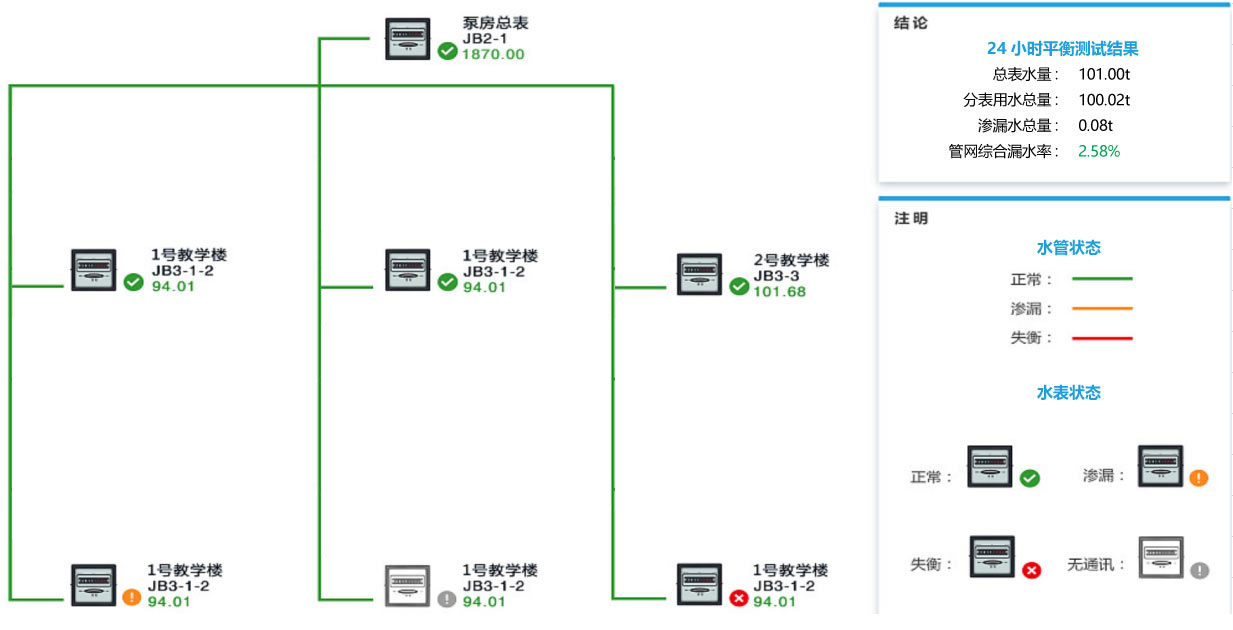 泵房总表
JB2-1
1870.00
1号教学楼
JB3-1-2
94.01
1号教学楼
JB3-1-2
94.01
2号教学楼
JB3-3
101.68
1号教学楼
JB3-1-2
94.01
1号教学楼
JB3-1-2
94.01
1号教学楼
JB3-1-2
94.01
结论
24 小时平衡测试结果
总表水量： 101.00t
分表用水总量： 100.02t
渗漏水总量： 0.08t
管网综合漏水率： 2.58%
注明
水管状态
正常：
渗漏：
失衡：
水表状态
正常： 渗漏：
失衡： 无通讯：